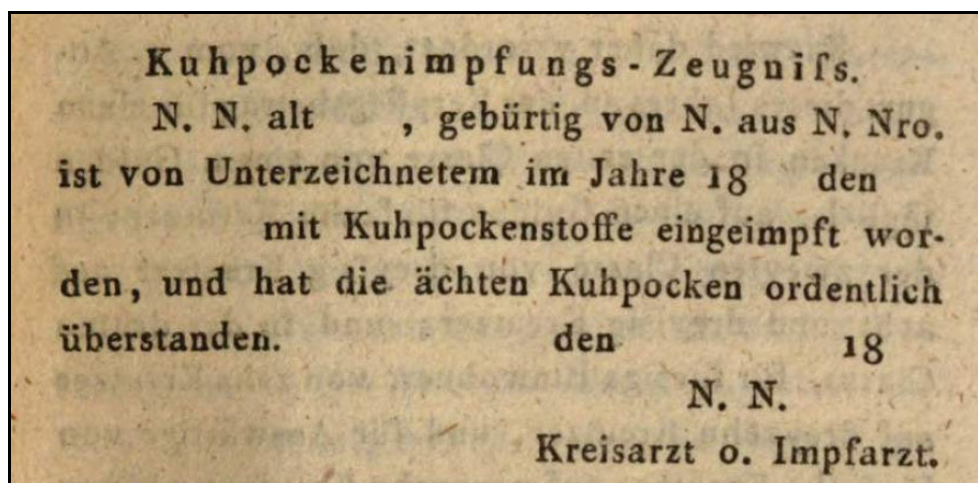 Kuhpockenimpfungs-Zeugniſs.
N. N. alt , gebürtig von N. aus N. Nro.
ist von Unterzeichnetem im Jahre 18 den
mit Kuhpockenstoffe eingeimpft wor-
den, und hat die ächten Kuhpocken ordentlich
überstanden. den 18
N. N.
Kreisarzt o. Impfarzt.